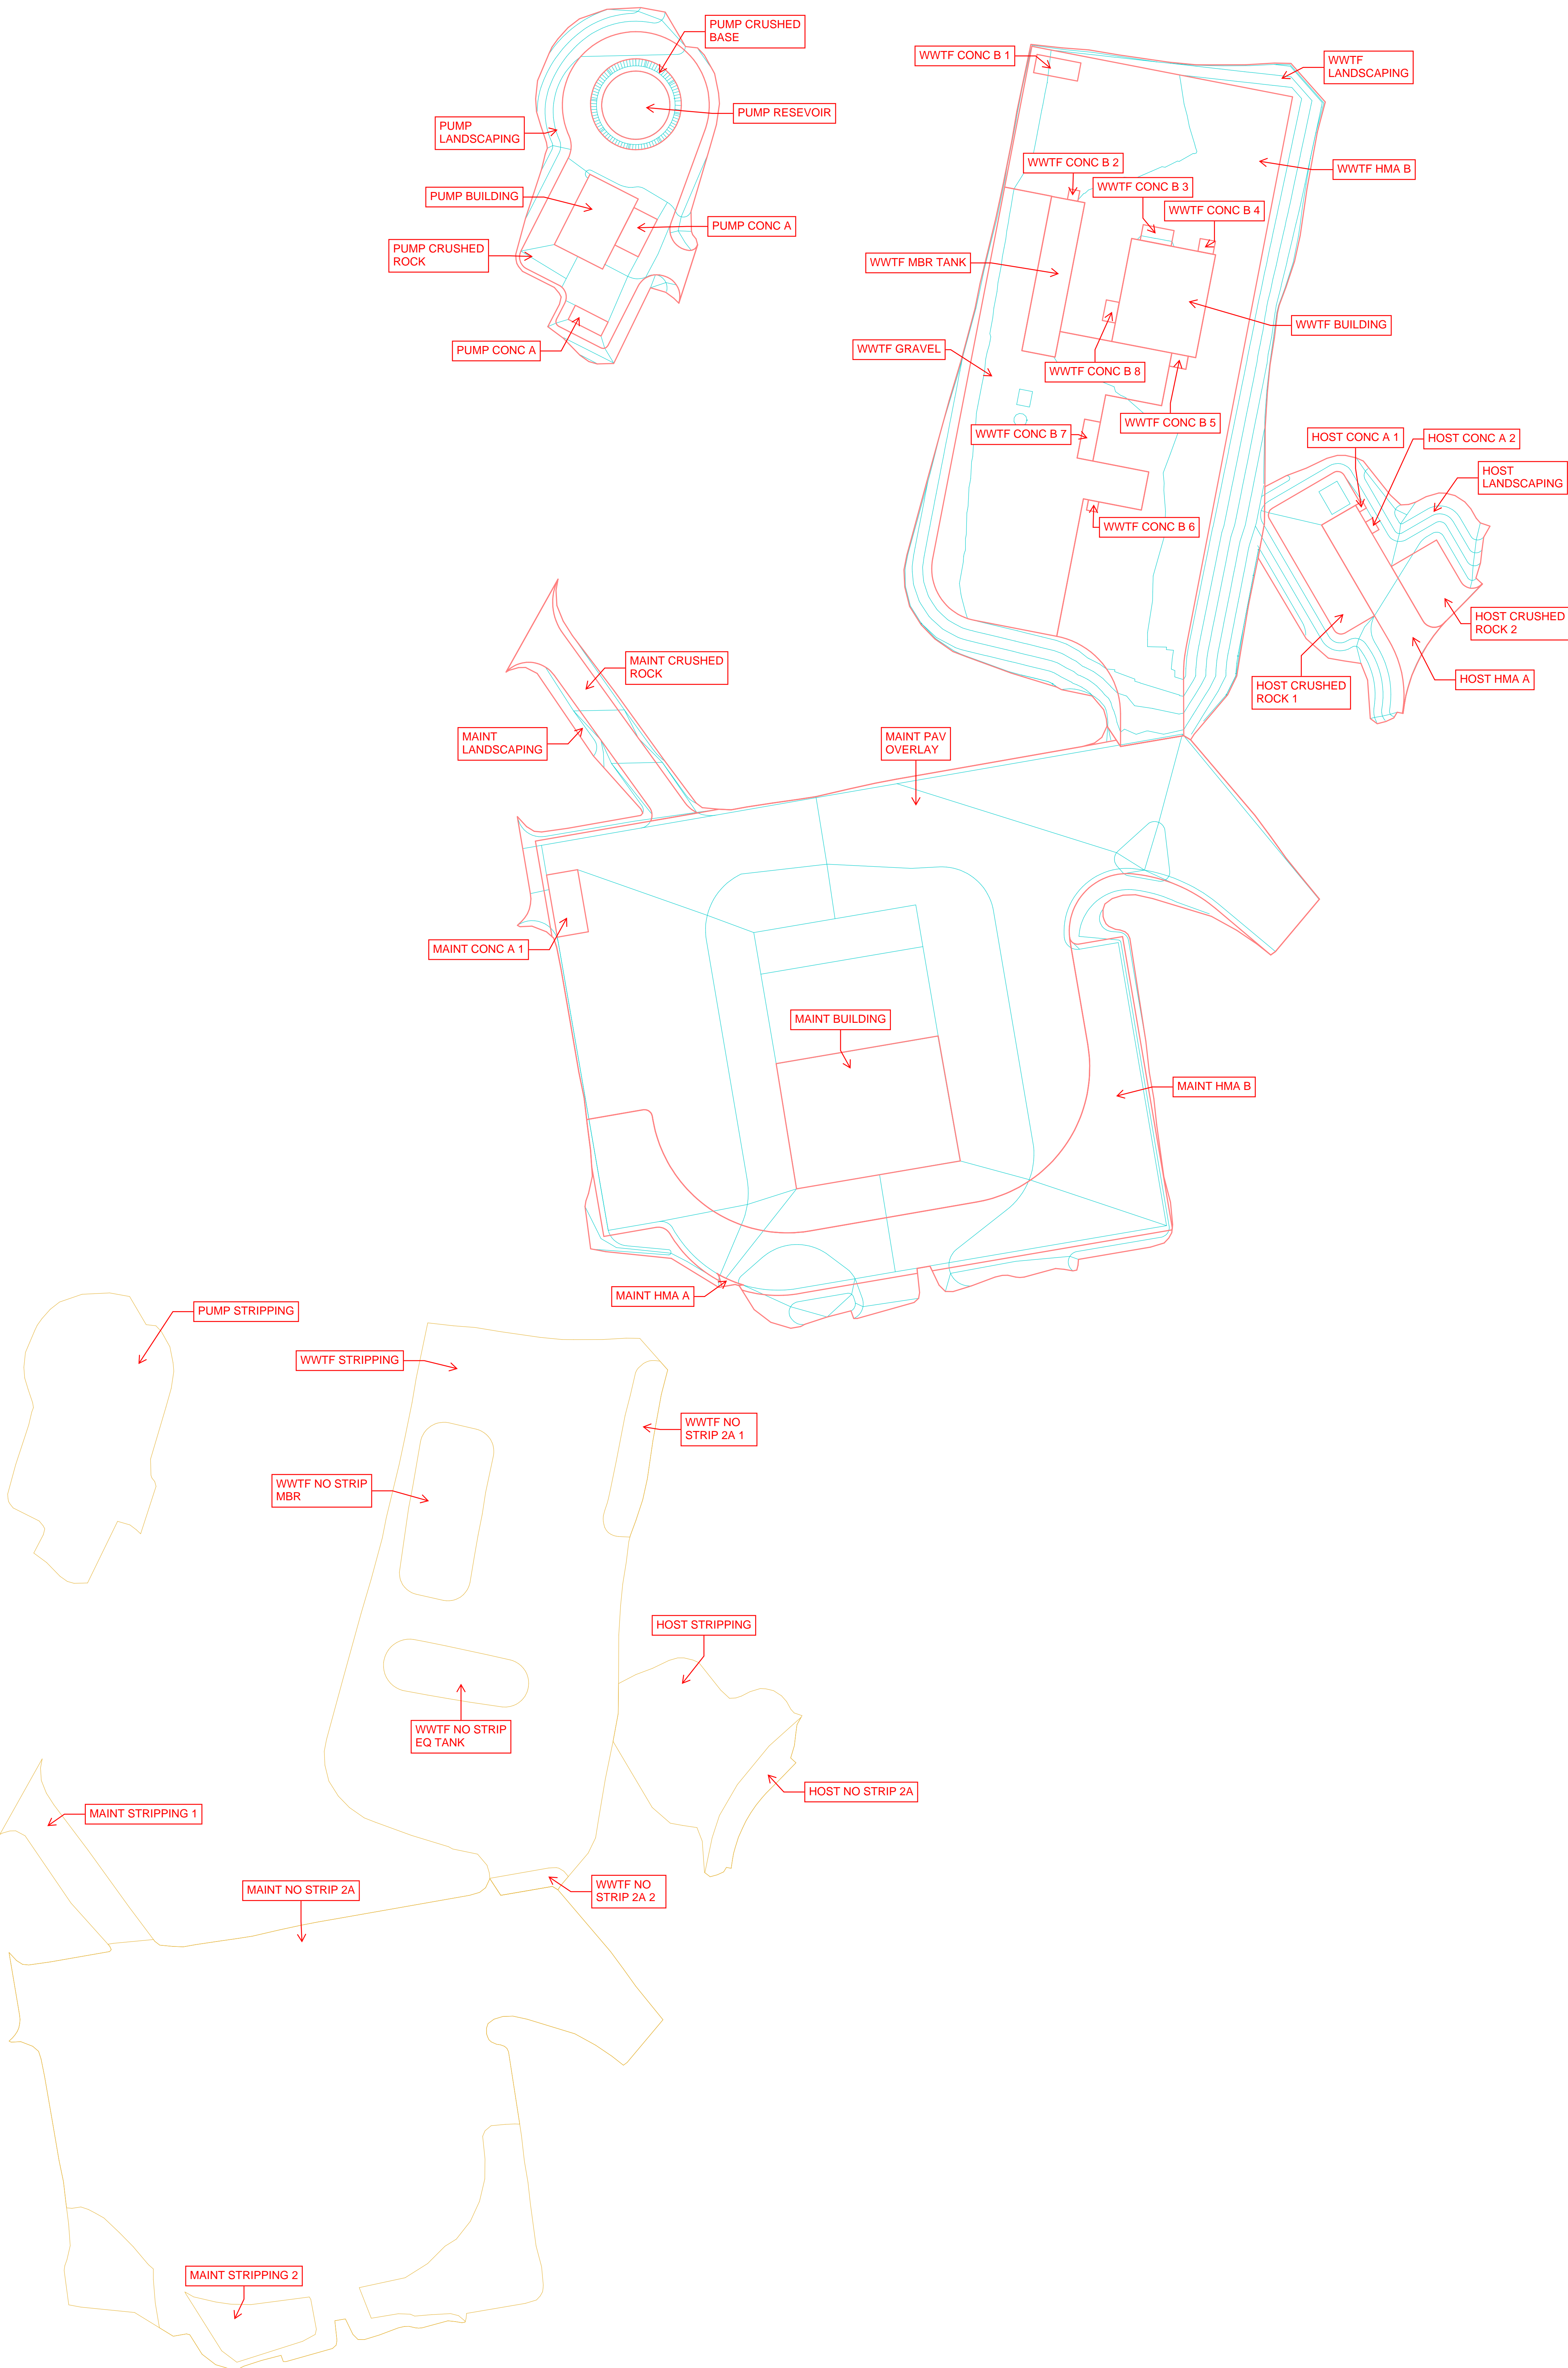 PUMP CRUSHED
BASE
WWTF CONC B 1
WWTF
LANDSCAPING
PUMP RESEVOIR
PUMP
LANDSCAPING
WWTF CONC B 2
WWTF HMA B
WWTF CONC B 3
PUMP BUILDING
WWTF CONC B 4
PUMP CONC A
PUMP CRUSHED
ROCK
WWTF MBR TANK
WWTF BUILDING
PUMP CONC A
WWTF GRAVEL
WWTF CONC B 8
WWTF CONC B 5
WWTF CONC B 7
HOST CONC A 1
HOST CONC A 2
HOST
LANDSCAPING
WWTF CONC B 6
HOST CRUSHED
ROCK 2
MAINT CRUSHED
ROCK
HOST HMA A
HOST CRUSHED
ROCK 1
MAINT
LANDSCAPING
MAINT PAV
OVERLAY
MAINT CONC A 1
MAINT BUILDING
MAINT HMA B
MAINT HMA A
PUMP STRIPPING
WWTF STRIPPING
WWTF NO
STRIP 2A 1
WWTF NO STRIP
MBR
HOST STRIPPING
WWTF NO STRIP
EQ TANK
HOST NO STRIP 2A
MAINT STRIPPING 1
MAINT NO STRIP 2A
WWTF NO
STRIP 2A 2
MAINT STRIPPING 2